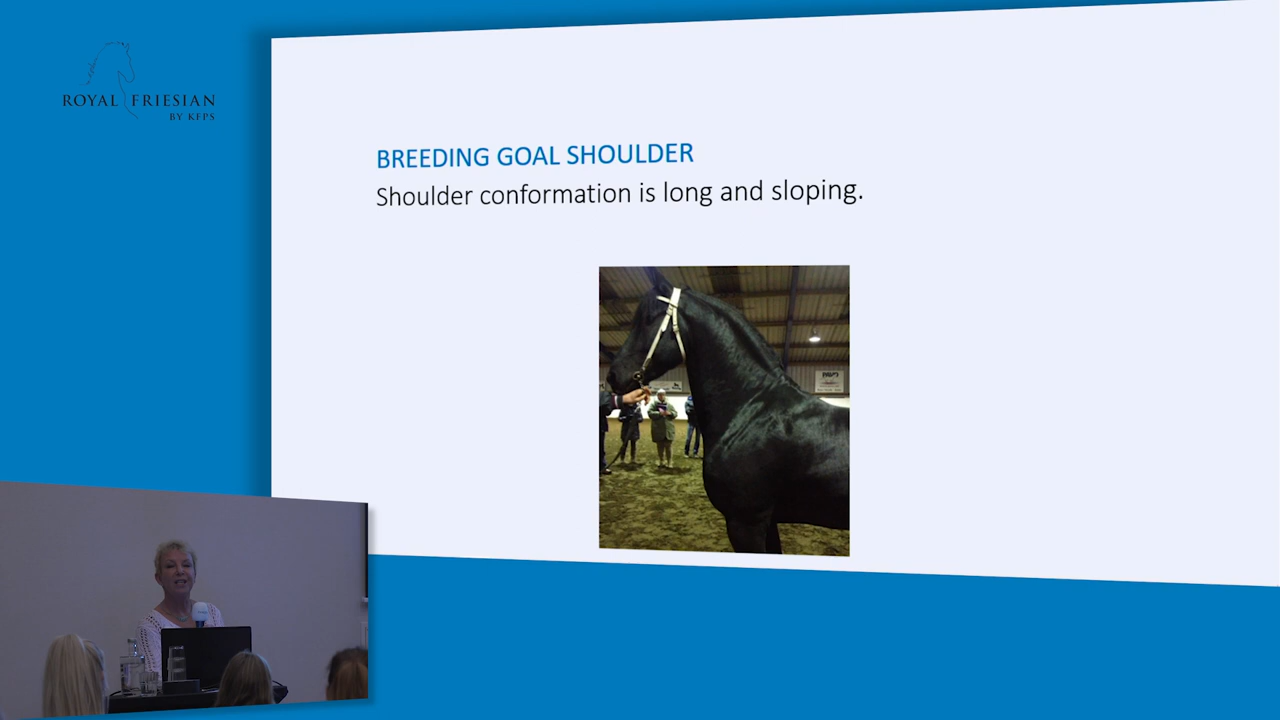 ROYAL FRIESIAN
BY KFPS
BREEDING GOAL SHOULDER
Shoulder conformation is long and sloping.